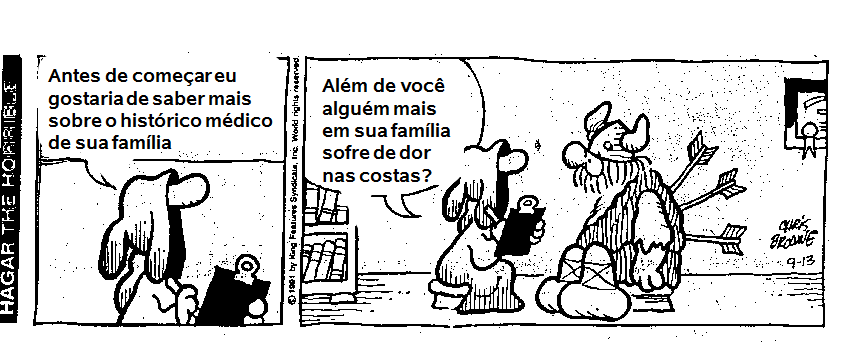 HAGAR THE HORRIBLE
Antes de começar eu
gostaria de saber mais
sobre o histórico médico
de sua família
© 1991 by King Features Syndicate, Inc. World rights reserved.
Além de você
alguém mais
em sua família
sofre de dor
nas costas?
CHRIS
BROWNE
9-13